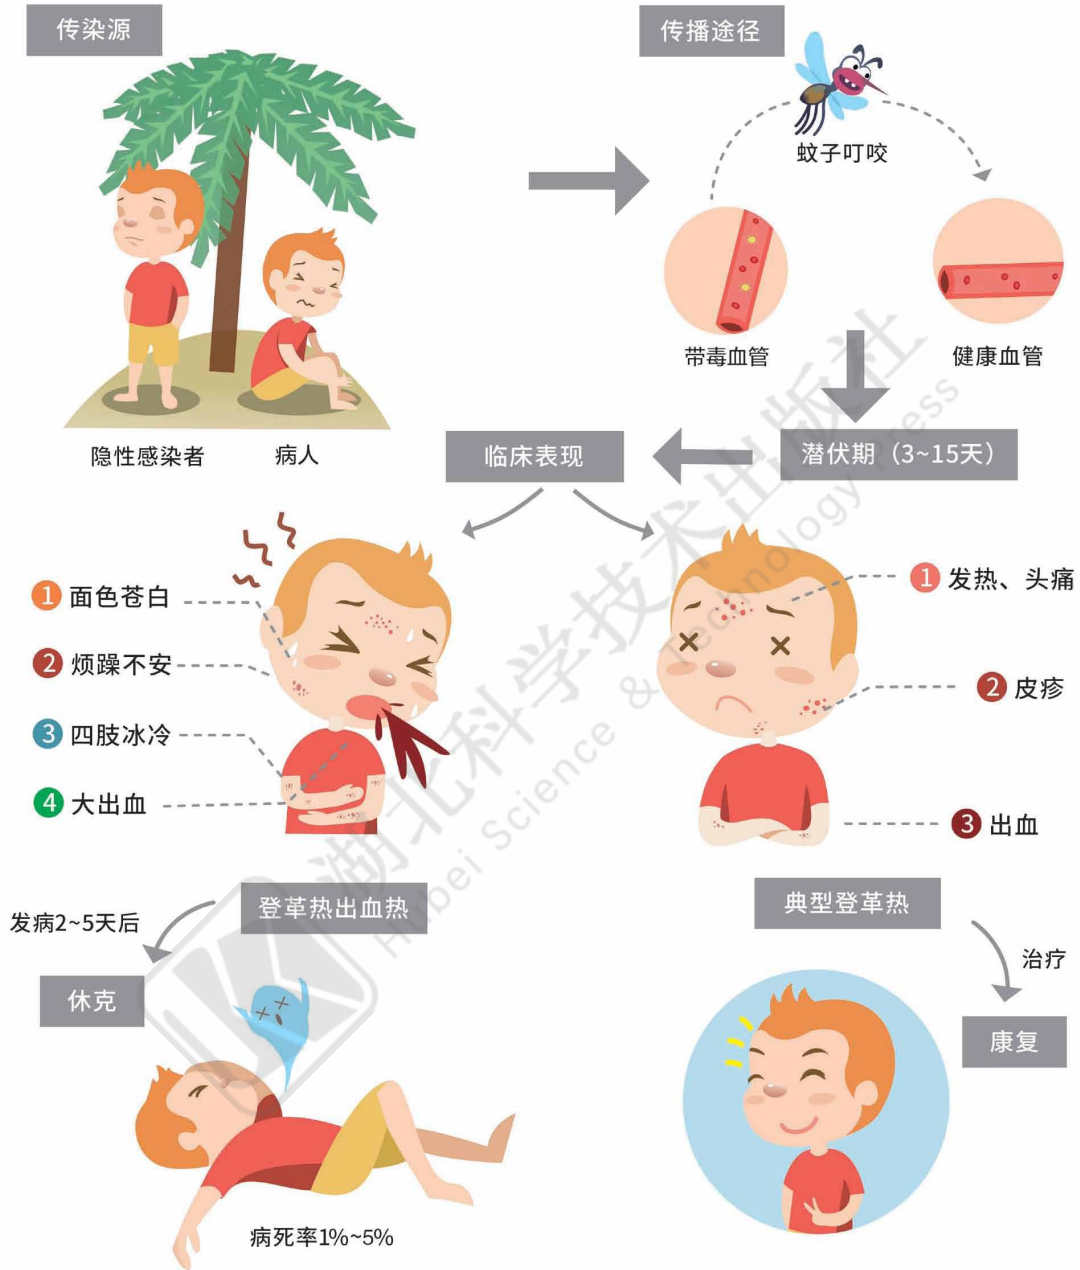 传染源
传播途径
蚊子叮咬
带毒血管
健康血管
隐性感染者
病人
临床表现
潜伏期（3~15天）
1 面色苍白
2 烦躁不安
3 四肢冰冷
4 大出血
1 发热、头痛
2 皮疹
3 出血
登革热出血热
典型登革热
发病2~5天后
治疗
休克
康复
病死率1%~5%
湖北科学技术出版社
Hubei Science & Technology Press